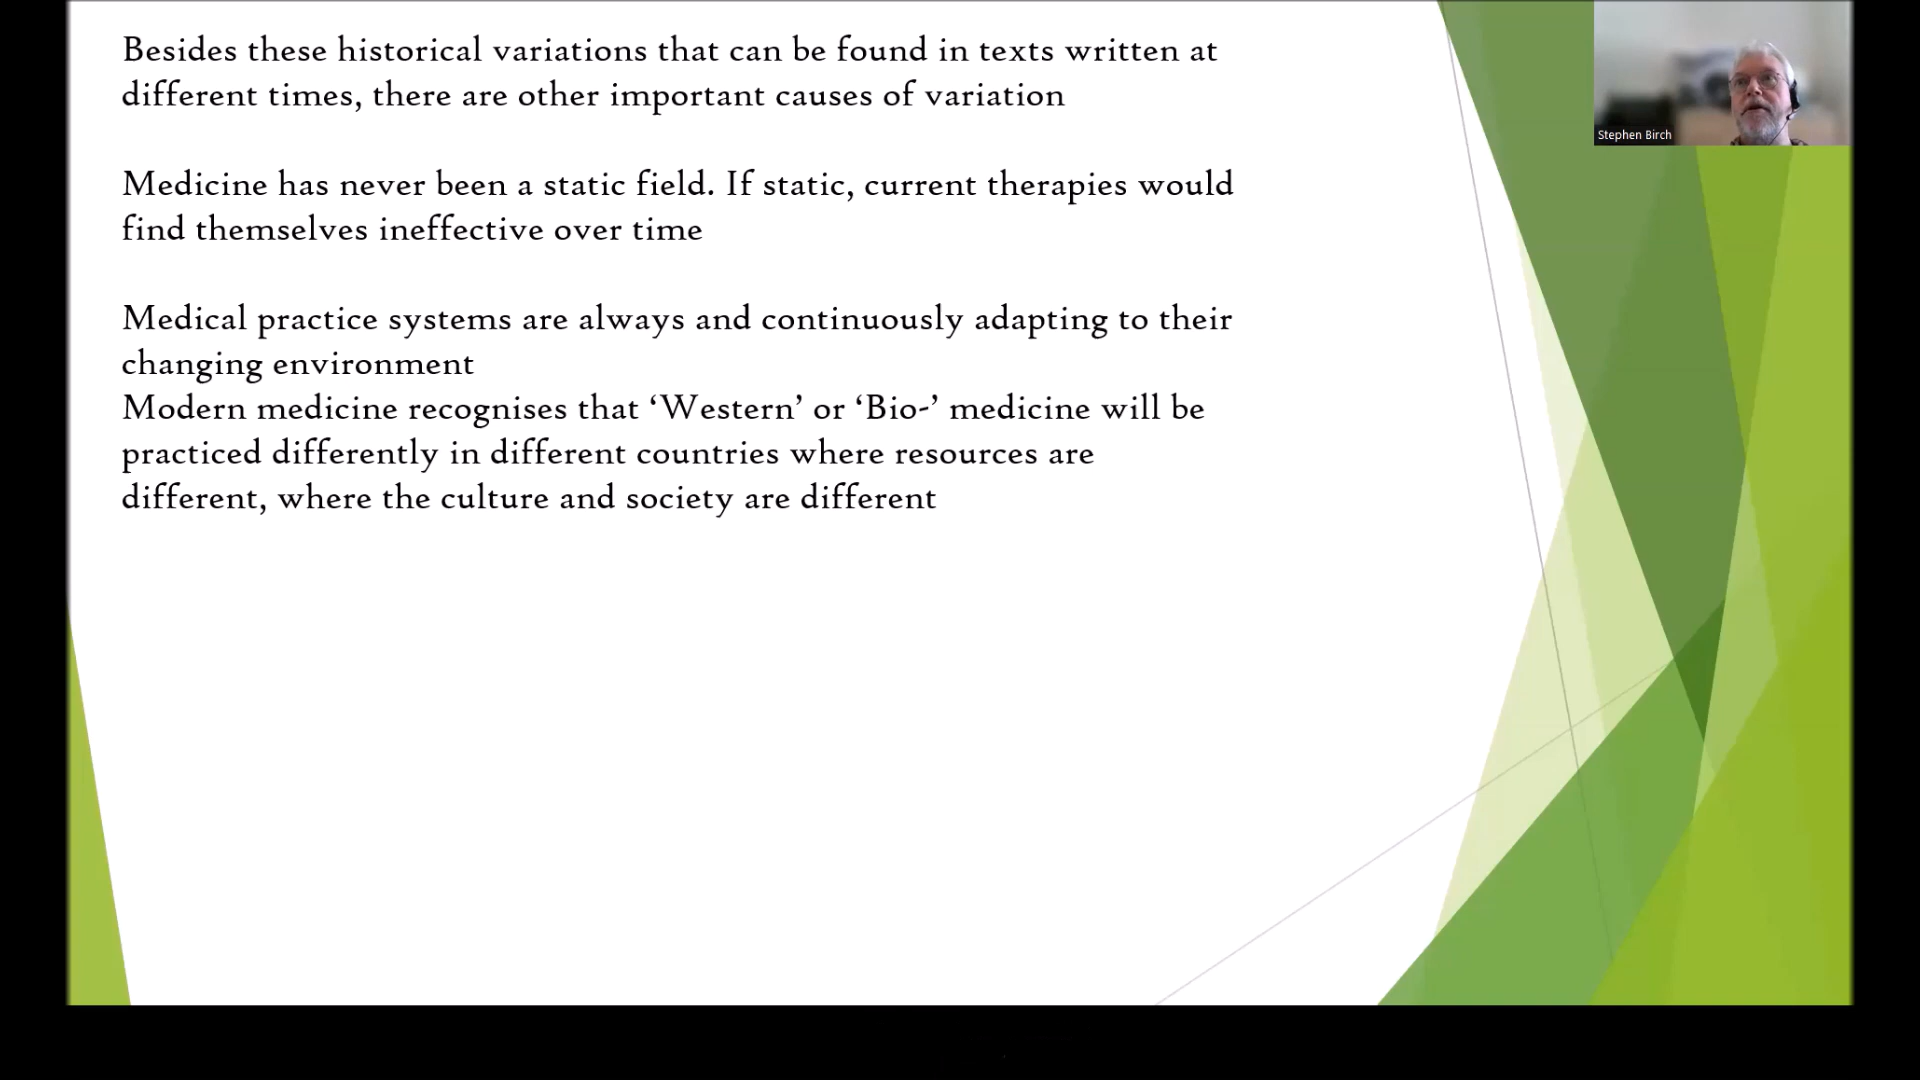 Besides these historical variations that can be found in texts written at
different times, there are other important causes of variation
Medicine has never been a static field. If static, current therapies would
find themselves ineffective over time
Medical practice systems are always and continuously adapting to their
changing environment
Modern medicine recognises that ‘Western’ or ‘Bio-’ medicine will be
practiced differently in different countries where resources are
different, where the culture and society are different
Stephen Birch